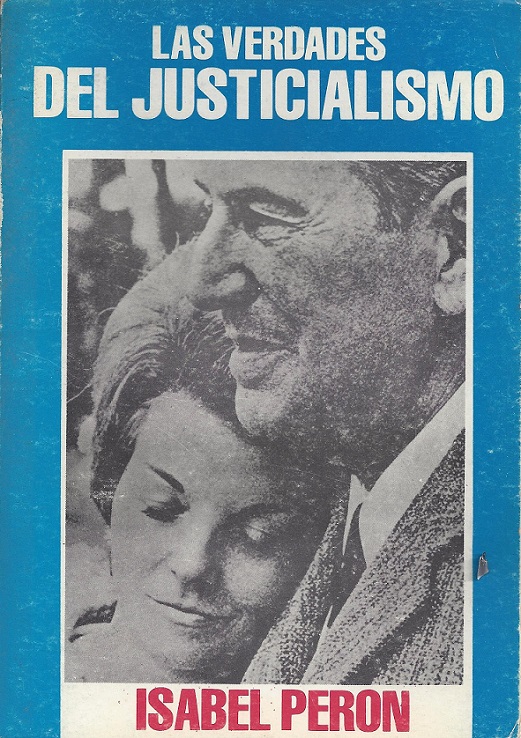 LAS VERDADES
DEL JUSTICIALISMO
ISABEL PERON